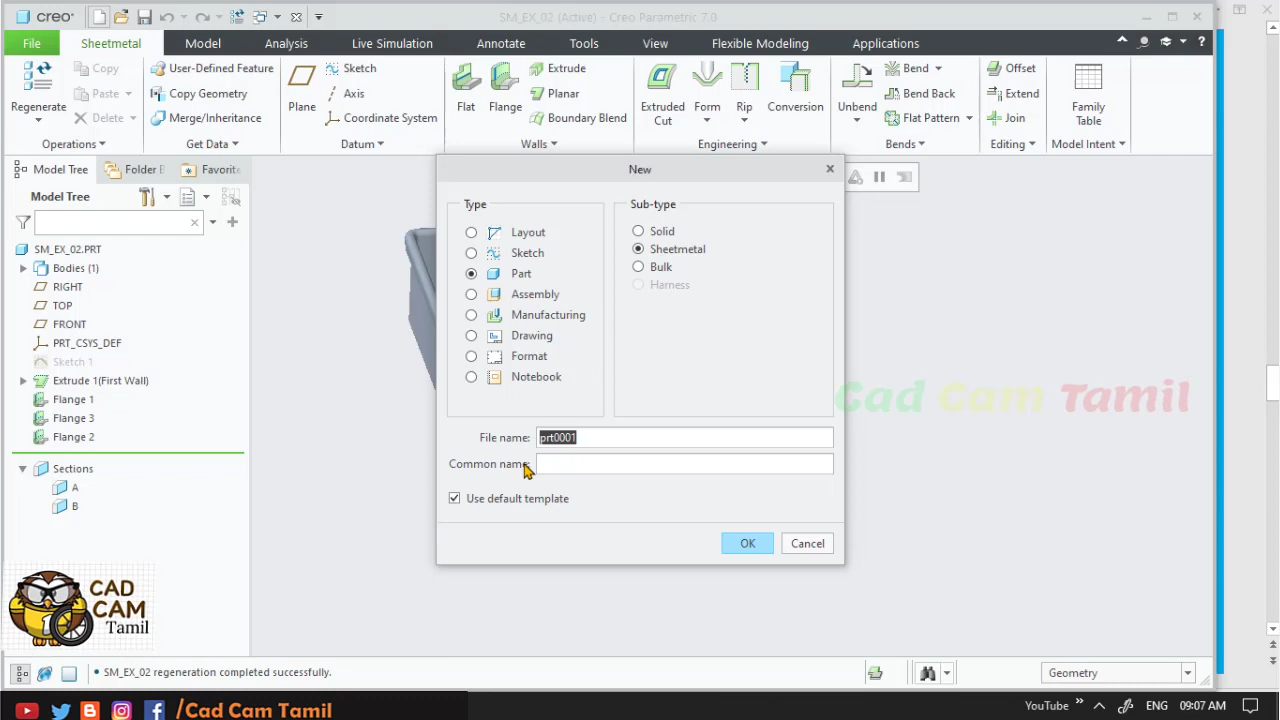 creo
SM_EX_02 (Active) - Creo Parametric 7.0
File
Sheetmetal
Model
Analysis
Live Simulation
Annotate
Tools
View
Flexible Modeling
Applications
Regenerate
Copy
Paste
Delete
User-Defined Feature
Copy Geometry
Merge/Inheritance
Plane
Sketch
Axis
Coordinate System
Flat
Flange
Extrude
Planar
Boundary Blend
Extruded Cut
Form
Rip
Conversion
Unbend
Bend
Bend Back
Flat Pattern
Offset
Extend
Join
Family Table
Operations
Get Data
Datum
Walls
Engineering
Bends
Editing
Model Intent
Model Tree
Folder
Favorite
Model Tree
SM_EX_02.PRT
Bodies (1)
RIGHT
TOP
FRONT
PRT_CSYS_DEF
Sketch 1
Extrude 1(First Wall)
Flange 1
Flange 3
Flange 2
Sections
A
B
New
Type
Layout
Sketch
Part
Assembly
Manufacturing
Drawing
Format
Notebook
Sub-type
Solid
Sheetmetal
Bulk
Harness
File name:
prt0001
Common name:
Use default template
OK
Cancel
Cad Cam Tamil
CAD
CAM
Tamil
• SM_EX_02 regeneration completed successfully.
Geometry
/Cad Cam Tamil
YouTube
ENG
09:07 AM